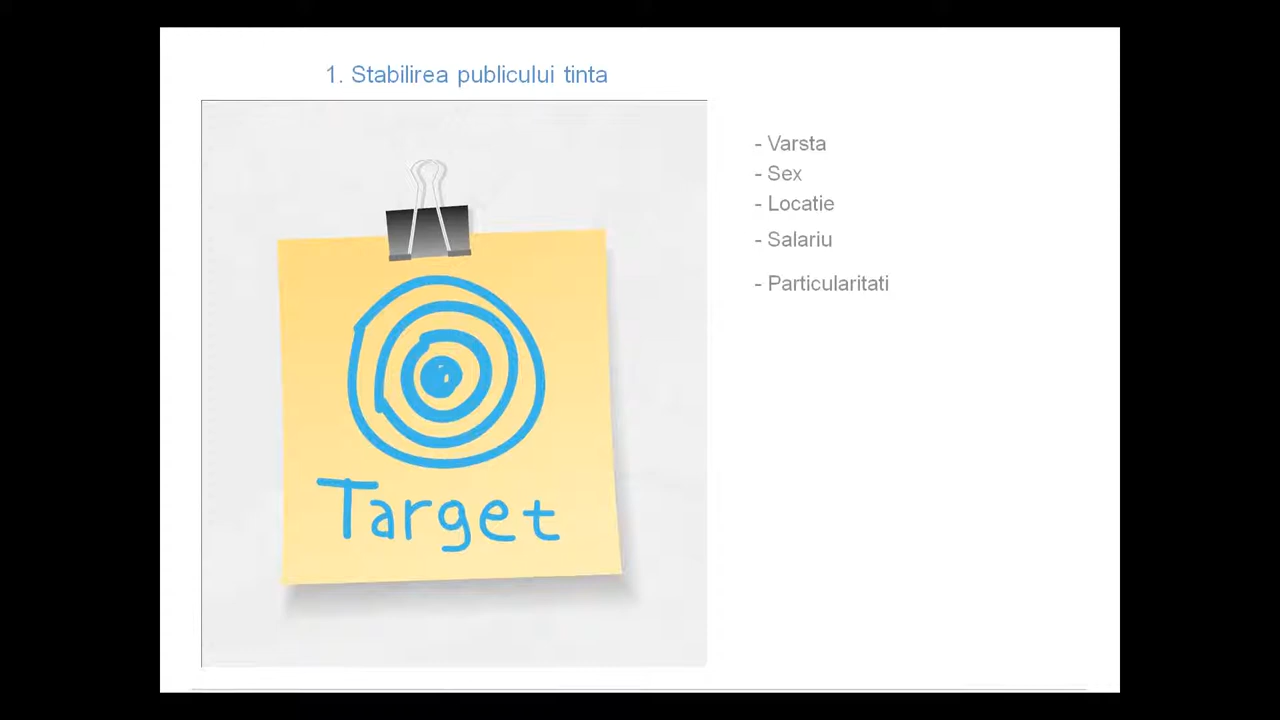 1. Stabilirea publicului tinta
- Varsta
- Sex
- Locatie
- Salariu
- Particularitati
Target